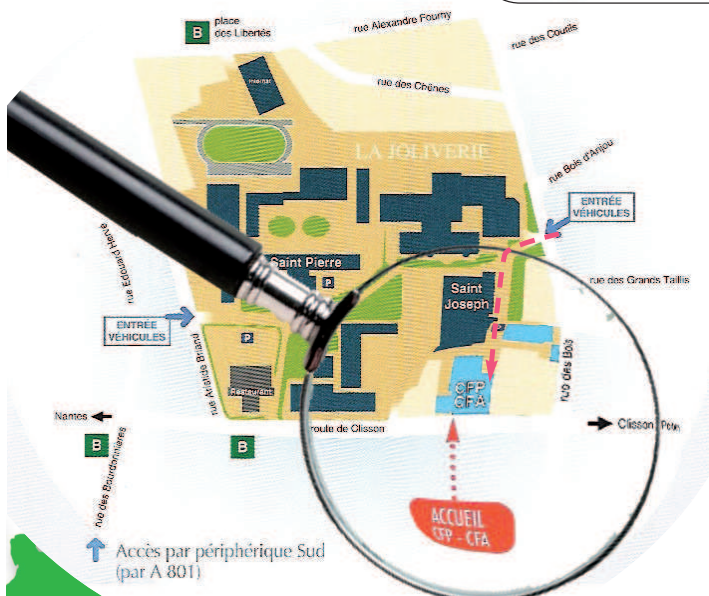 B
place
des Libertés
rue Alexandre Fourny
rue des Coutils
rue des Chênes
Internat
LA JOLIVERIE
rue Bois d'Anjou
ENTRÉE
VÉHICULES
rue Edouard Hervé
Saint Pierre
P
Saint
Joseph
rue des Grands Taillis
ENTRÉE
VÉHICULES
P
P
rue Aristide Briand
Restaurant
CFP
CFA
rue des Bois
Nantes
B
B
route de Clisson
Clisson
rue des Bourdonnières
ACCUEIL
CFP - CFA
Accès par périphérique Sud
(par A 801)